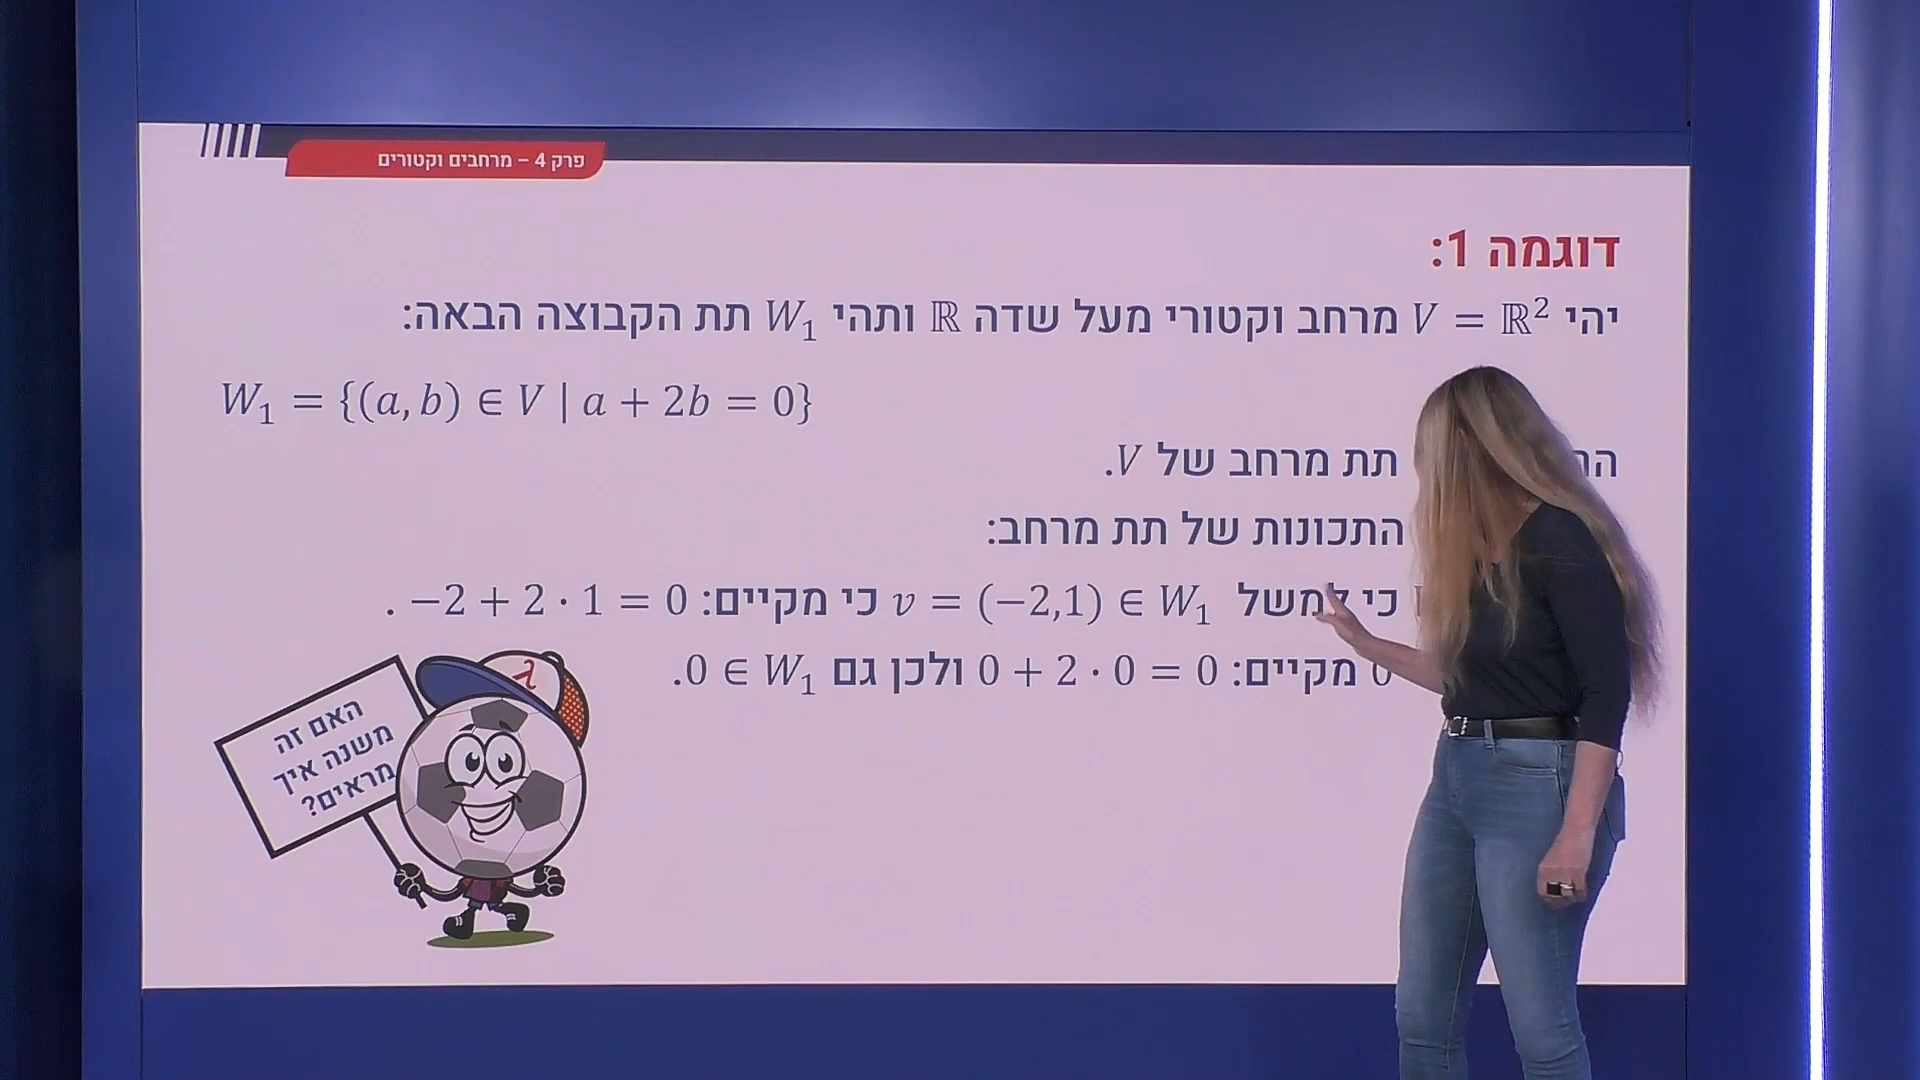 פרק 4 – מרחבים וקטורים
דוגמה 1:
יהי V = ℝ² מרחב וקטורי מעל שדה ℝ ותהי W₁ תת הקבוצה הבאה:
W₁ = {(a, b) ∈ V | a + 2b = 0}
תת מרחב של V.
התכונות של תת מרחב:
כי למשל v = (−2,1) ∈ W₁ כי מקיים: −2 + 2 · 1 = 0 .
0 מקיים: 0 + 2 · 0 = 0 ולכן גם 0 ∈ W₁.
λ
האם זה
משנה איך
מראים?